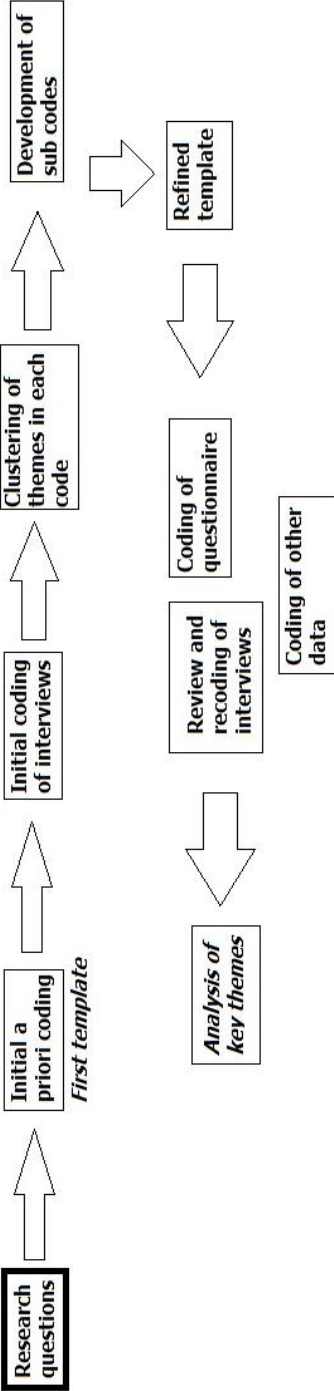 Research
questions
Initial a
priori coding
First template
Initial coding
of interviews
Clustering of
themes in each
code
Development of
sub codes
Refined
template
Coding of
questionnaire
Review and
recoding of
interviews
Coding of other
data
Analysis of
key themes